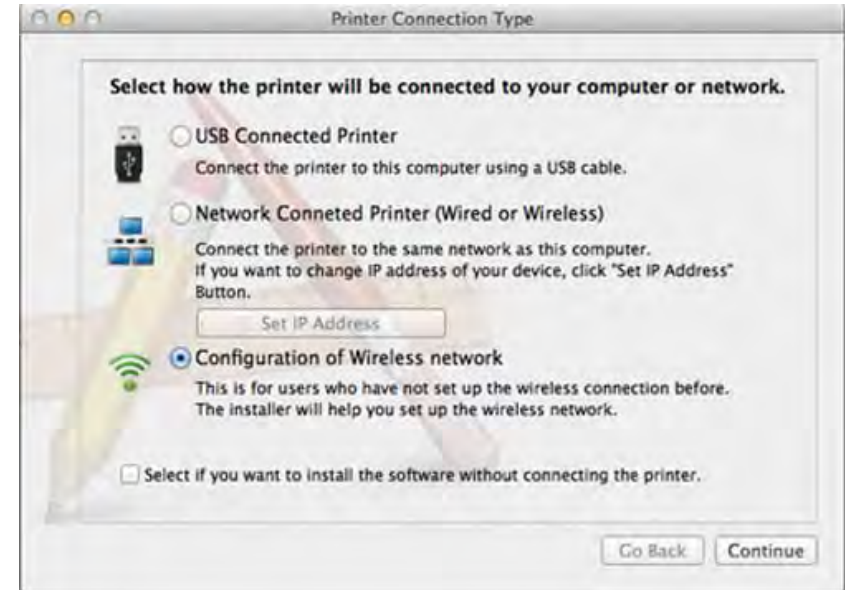 Printer Connection Type
Select how the printer will be connected to your computer or network.
USB Connected Printer
Connect the printer to this computer using a USB cable.
Network Conneted Printer (Wired or Wireless)
Connect the printer to the same network as this computer.
If you want to change IP address of your device, click "Set IP Address"
Button.
Set IP Address
Configuration of Wireless network
This is for users who have not set up the wireless connection before.
The installer will help you set up the wireless network.
Select if you want to install the software without connecting the printer.
Go Back
Continue